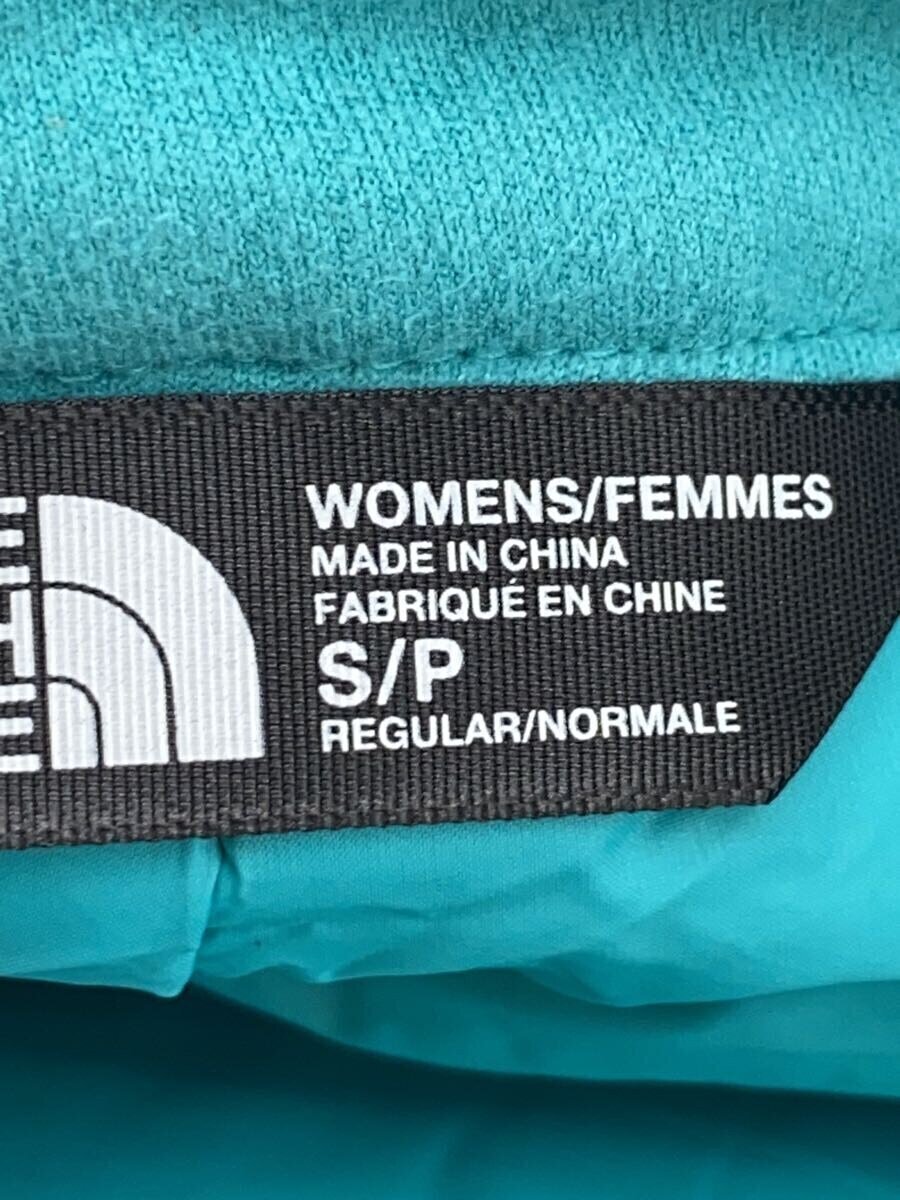 WOMENS/FEMMES
MADE IN CHINA
FABRIQUÉ EN CHINE
S/P
REGULAR/NORMALE